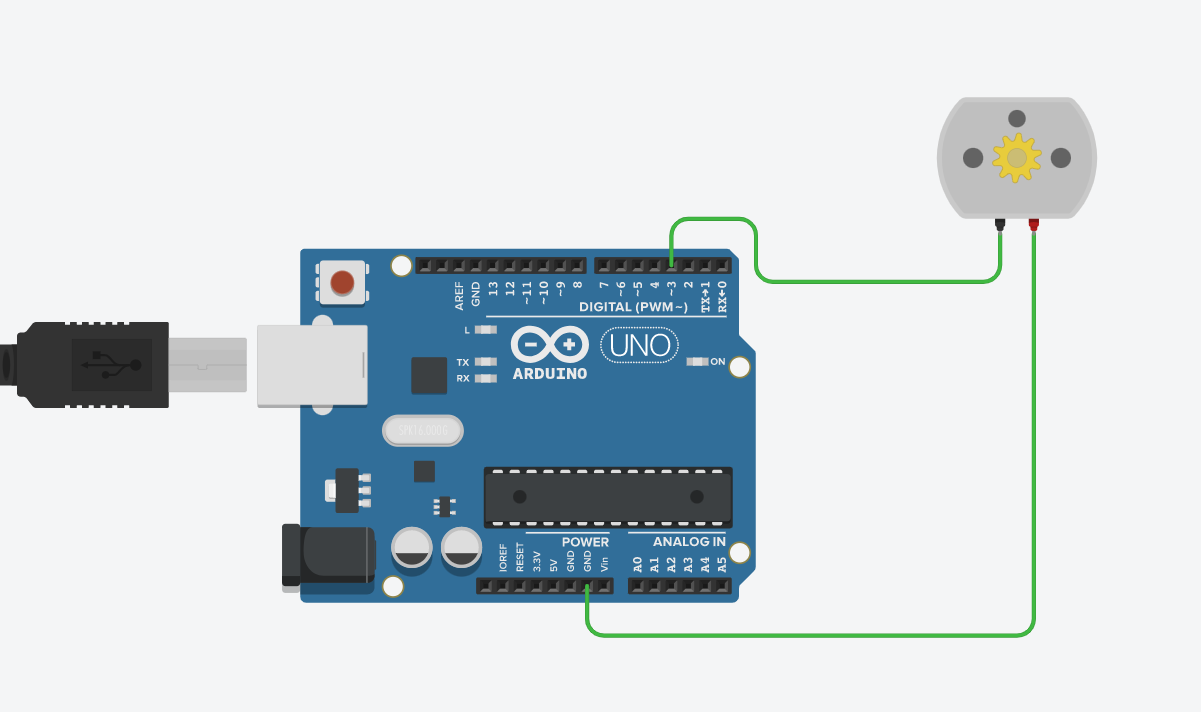 AREF
GND
13
12
~11
~10
~9
8
7
~6
~5
4
~3
2
TX→1
RX←0
DIGITAL (PWM~)
L
TX
RX
ARDUINO
UNO
ON
SPK16.000G
IOREF
RESET
3.3V
5V
GND
GND
Vin
POWER
ANALOG IN
A0
A1
A2
A3
A4
A5